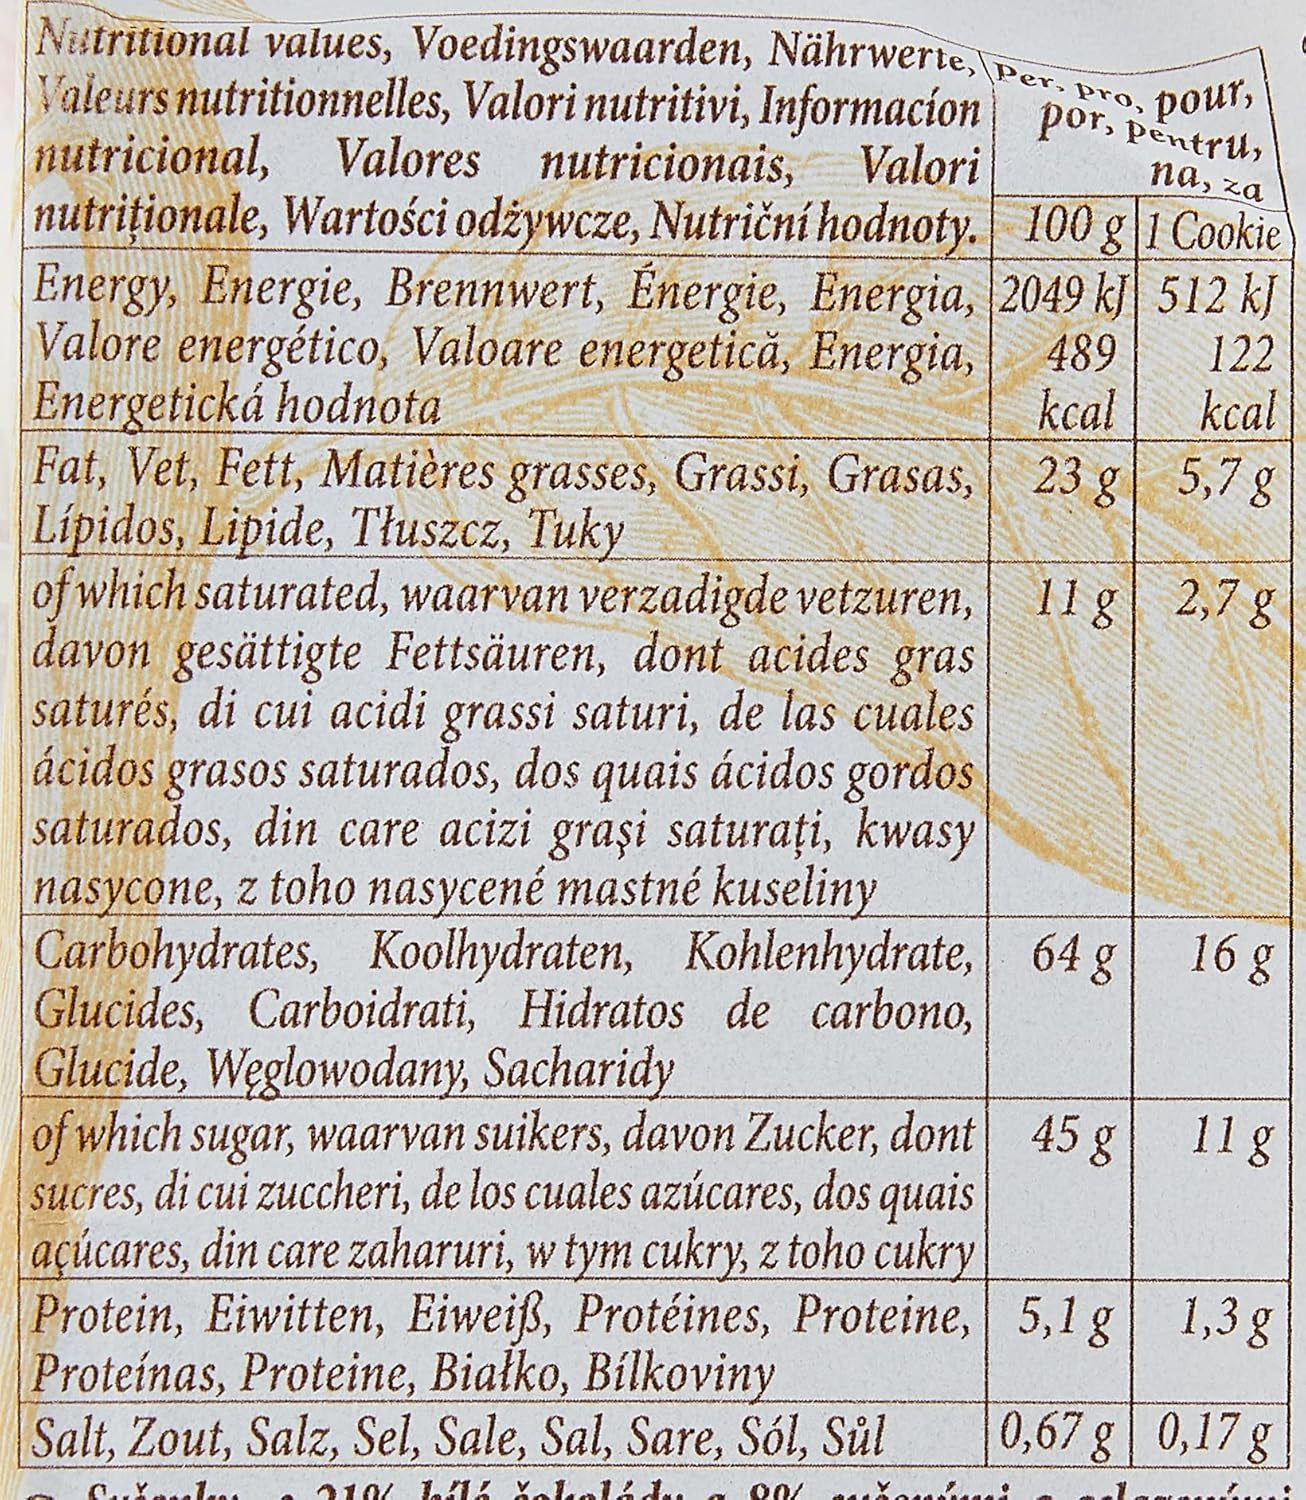 Nutritional values, Voedingswaarden, Nährwerte,
Valeurs nutritionnelles, Valori nutritivi, Informacíon
nutricional, Valores nutricionais, Valori
nutriționale, Wartości odżywcze, Nutriční hodnoty.
Per, pro, pour,
por, pentru,
na, za
100 g 1 Cookie
Energy, Energie, Brennwert, Énergie, Energia, 2049 kJ 512 kJ
Valore energético, Valoare energetică, Energia, 489 122
Energetická hodnota kcal kcal
Fat, Vet, Fett, Matières grasses, Grassi, Grasas, 23 g 5,7 g
Lípidos, Lipide, Tłuszcz, Tuky
of which saturated, waarvan verzadigde vetzuren, 11 g 2,7 g
davon gesättigte Fettsäuren, dont acides gras
saturés, di cui acidi grassi saturi, de las cuales
ácidos grasos saturados, dos quais ácidos gordos
saturados, din care acizi grași saturați, kwasy
nasycone, z toho nasycené mastné kuseliny
Carbohydrates, Koolhydraten, Kohlenhydrate, 64 g 16 g
Glucides, Carboidrati, Hidratos de carbono,
Glucide, Węglowodany, Sacharidy
of which sugar, waarvan suikers, davon Zucker, dont 45 g 11 g
sucres, di cui zuccheri, de los cuales azúcares, dos quais
açúcares, din care zaharuri, w tym cukry, z toho cukry
Protein, Eiwitten, Eiweiß, Protéines, Proteine, 5,1 g 1,3 g
Proteínas, Proteine, Białko, Bílkoviny
Salt, Zout, Salz, Sel, Sale, Sal, Sare, Sól, Sůl 0,67 g 0,17 g
21% bílé čokolády a 8%